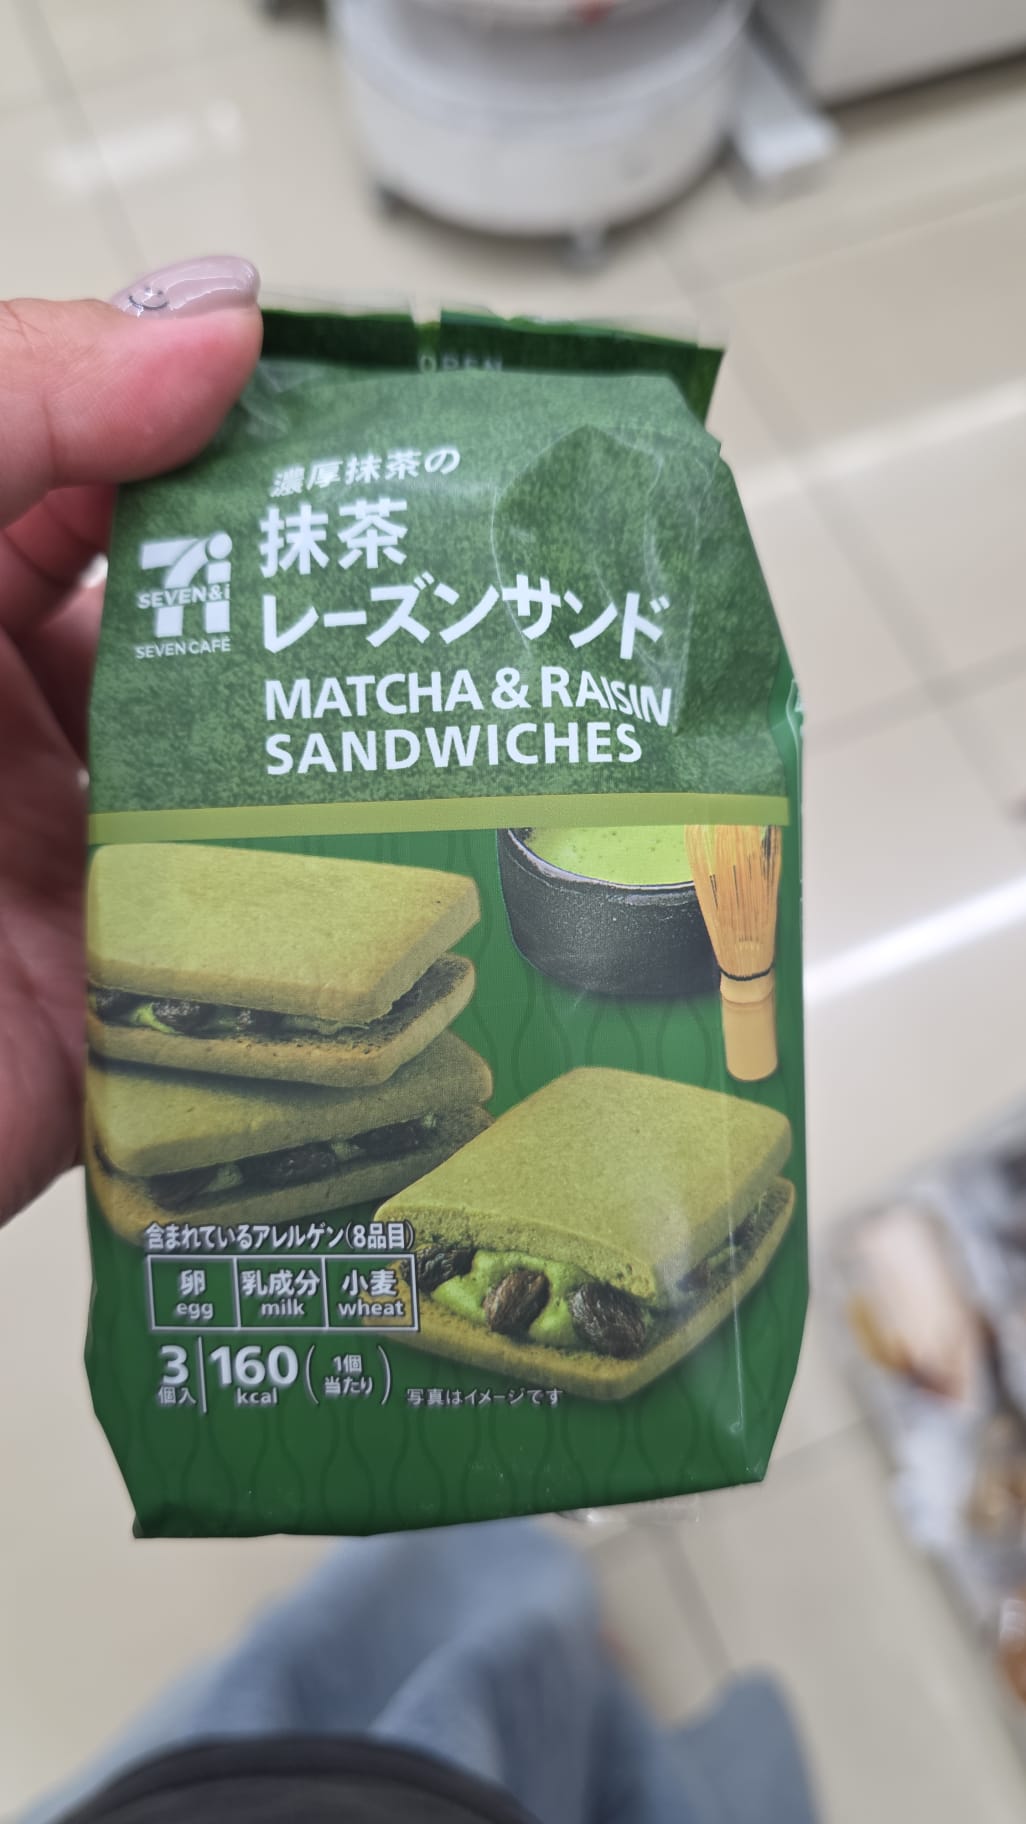 OPEN
濃厚抹茶の
抹茶
レーズンサンド
MATCHA & RAISIN
SANDWICHES
7i
SEVEN&i
SEVEN CAFÉ
含まれているアレルゲン(8品目)
卵 乳成分 小麦
egg milk wheat
3個入 160kcal (1個当たり)
写真はイメージです